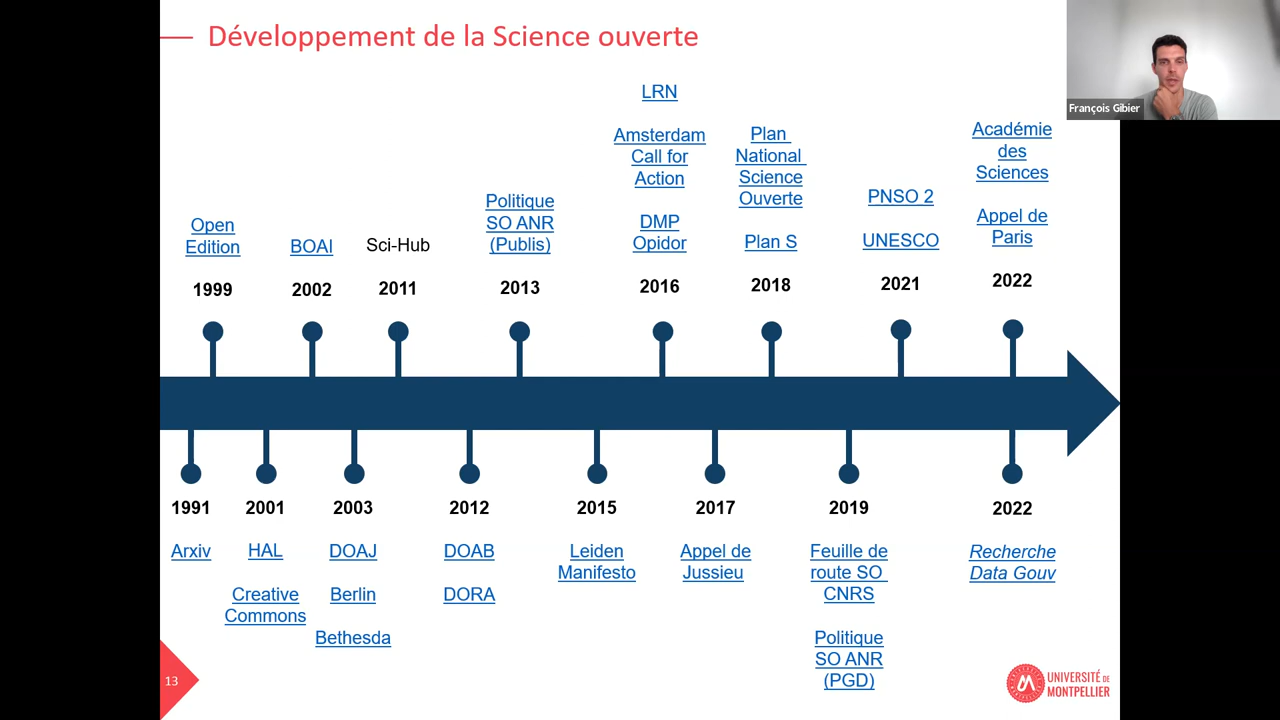 Développement de la Science ouverte
François Gibier
LRN
Amsterdam
Call for
Action
DMP
Opidor
2016
Plan
National
Science
Ouverte
Plan S
2018
Académie
des
Sciences
Appel de
Paris
2022
PNSO 2
UNESCO
2021
Politique
SO ANR
(Publis)
2013
Open
Edition
1999
BOAI
2002
Sci-Hub
2011
1991
Arxiv
2001
HAL
Creative
Commons
2003
DOAJ
Berlin
Bethesda
2012
DOAB
DORA
2015
Leiden
Manifesto
2017
Appel de
Jussieu
2019
Feuille de
route SO
CNRS
Politique
SO ANR
(PGD)
2022
Recherche
Data Gouv
13
UNIVERSITÉ DE
MONTPELLIER